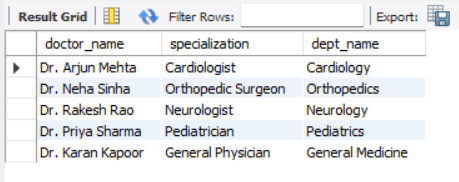 Result Grid Filter Rows: Export:
doctor_name specialization dept_name
Dr. Arjun Mehta Cardiologist Cardiology
Dr. Neha Sinha Orthopedic Surgeon Orthopedics
Dr. Rakesh Rao Neurologist Neurology
Dr. Priya Sharma Pediatrician Pediatrics
Dr. Karan Kapoor General Physician General Medicine